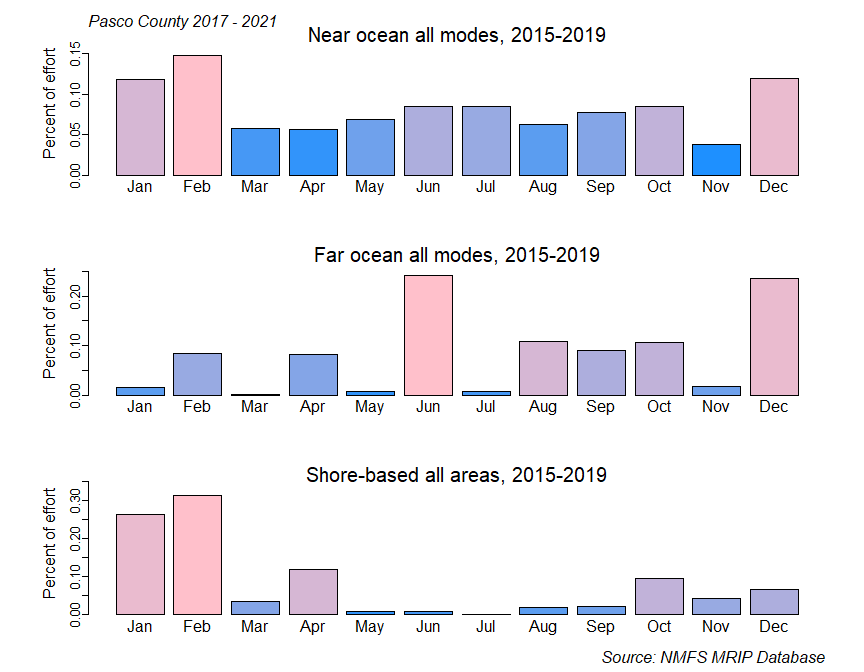 Pasco County 2017 - 2021
Near ocean all modes, 2015-2019
Percent of effort
0.15
0.10
0.05
0.00
Jan Feb Mar Apr May Jun Jul Aug Sep Oct Nov Dec
Far ocean all modes, 2015-2019
Percent of effort
0.20
0.10
0.00
Jan Feb Mar Apr May Jun Jul Aug Sep Oct Nov Dec
Shore-based all areas, 2015-2019
Percent of effort
0.30
0.20
0.10
0.00
Jan Feb Mar Apr May Jun Jul Aug Sep Oct Nov Dec
Source: NMFS MRIP Database